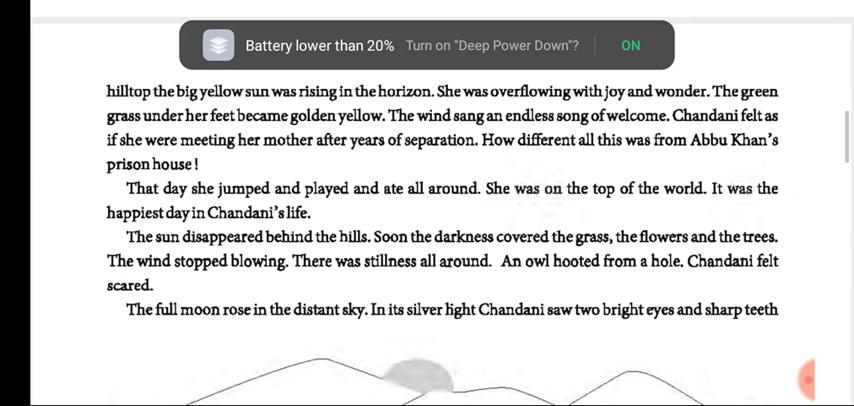 Battery lower than 20% Turn on "Deep Power Down"? ON
hilltop the big yellow sun was rising in the horizon. She was overflowing with joy and wonder. The green
grass under her feet became golden yellow. The wind sang an endless song of welcome. Chandani felt as
if she were meeting her mother after years of separation. How different all this was from Abbu Khan's
prison house!
That day she jumped and played and ate all around. She was on the top of the world. It was the
happiest day in Chandani's life.
The sun disappeared behind the hills. Soon the darkness covered the grass, the flowers and the trees.
The wind stopped blowing. There was stillness all around. An owl hooted from a hole. Chandani felt
scared.
The full moon rose in the distant sky. In its silver light Chandani saw two bright eyes and sharp teeth